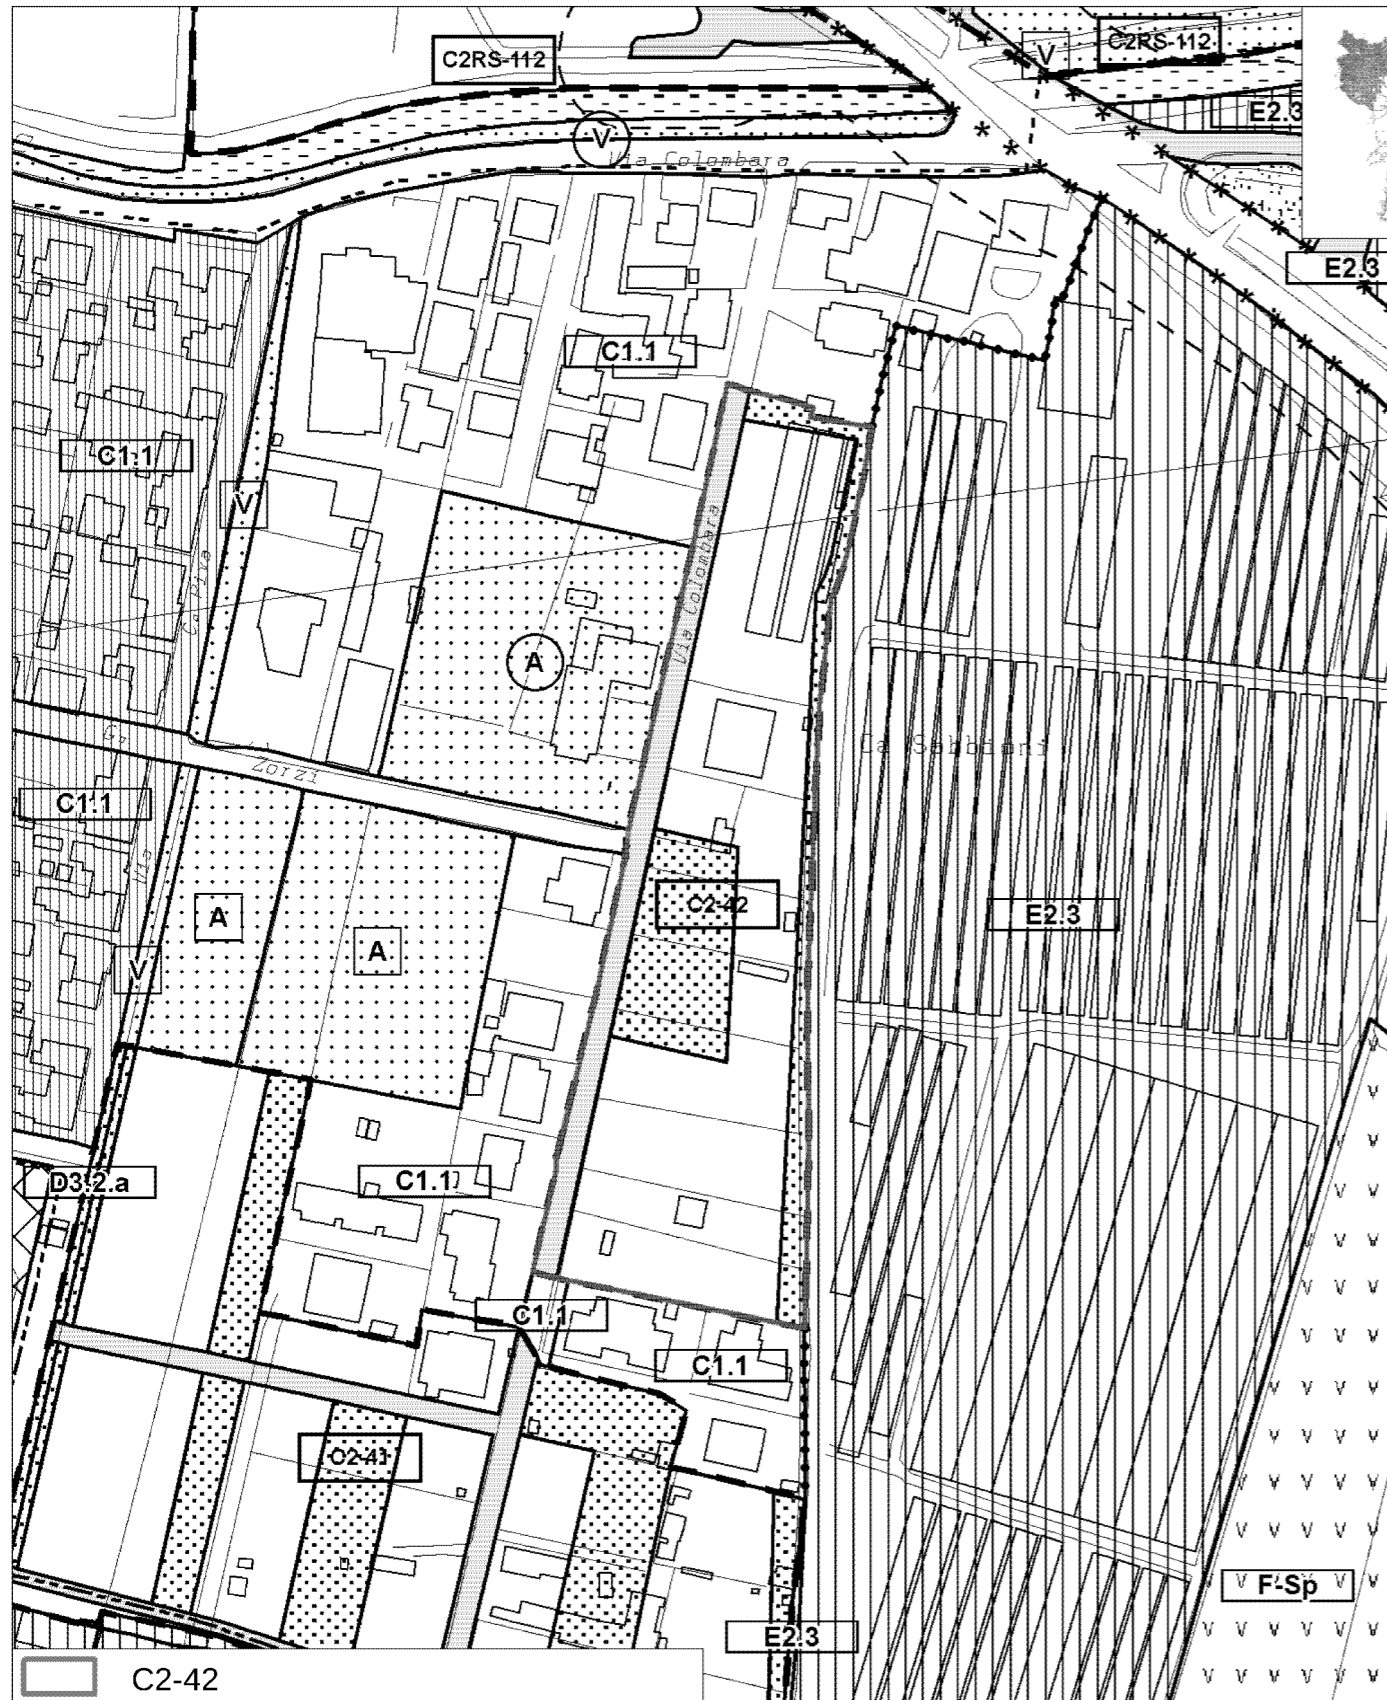 C2RS-112
C2RS-112
V
E2.3
V
Via Colombara
E2.3
C1.1
C1.1
V
Via Colombara
A
Ca' Sabbioni
Zorzi
C1.1
Via
C2-42
E2.3
A
A
V
D3.2.a
C1.1
C1.1
C1.1
C2-41
F-Sp
E2.3
C2-42